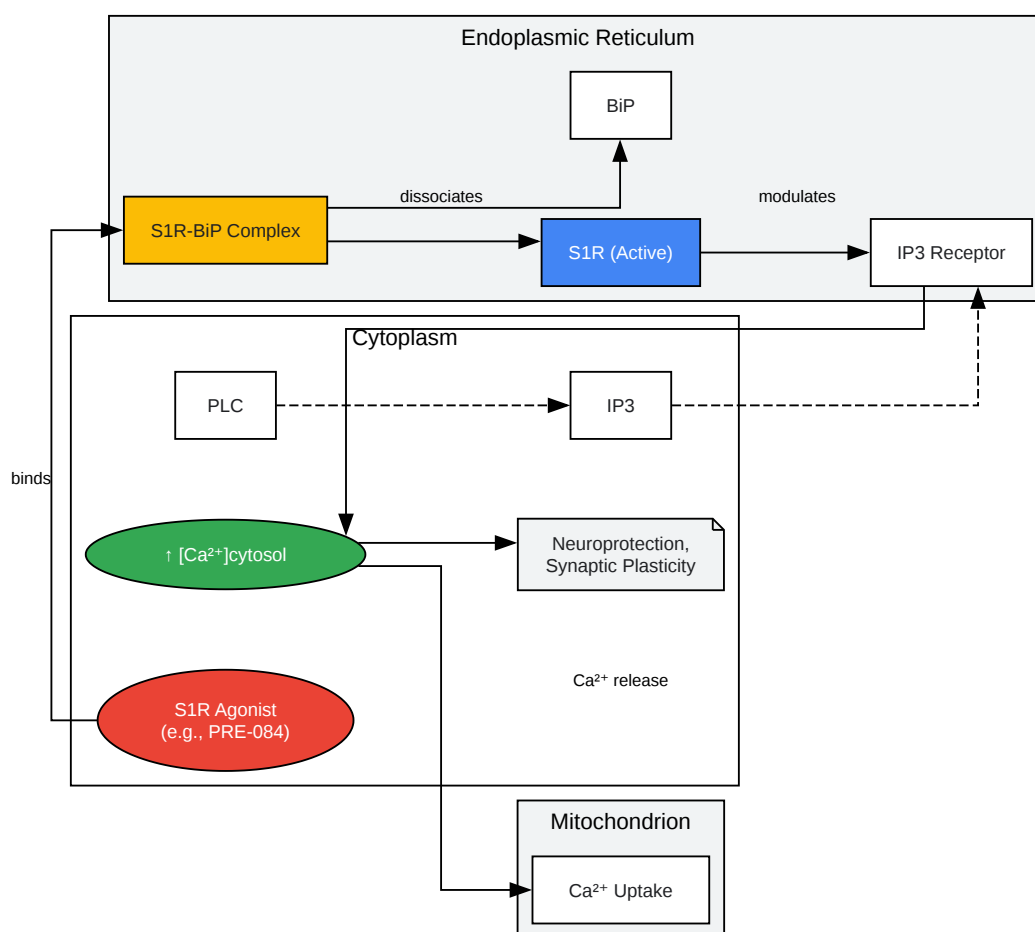 Endoplasmic Reticulum
BiP
dissociates
modulates
S1R-BiP Complex
S1R (Active)
IP3 Receptor
Cytoplasm
PLC
IP3
binds
↑ [Ca²⁺]cytosol
Neuroprotection,
Synaptic Plasticity
Ca²⁺ release
S1R Agonist
(e.g., PRE-084)
Mitochondrion
Ca²⁺ Uptake